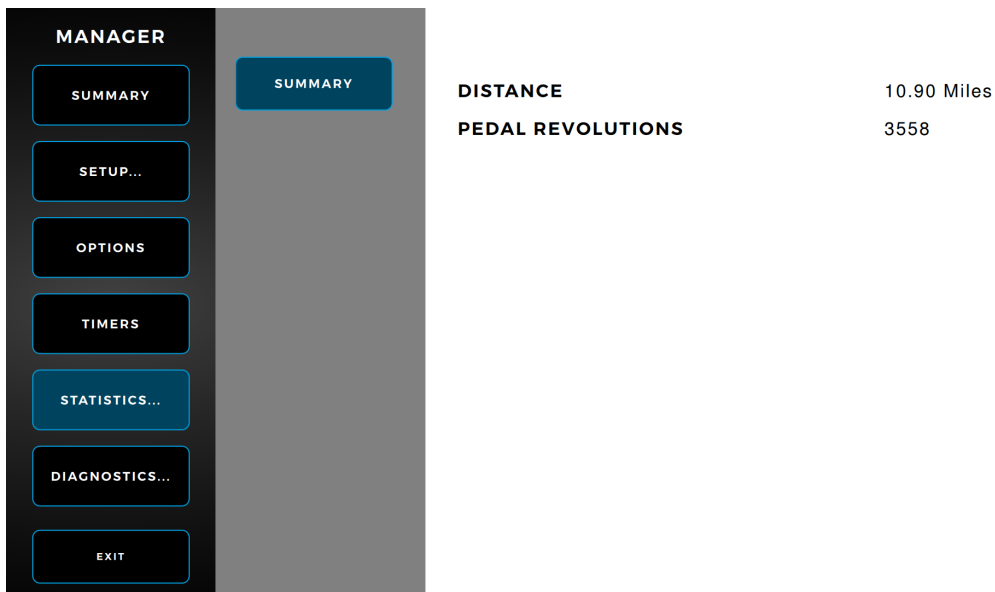 MANAGER
SUMMARY
SETUP...
OPTIONS
TIMERS
STATISTICS...
DIAGNOSTICS...
EXIT
SUMMARY
DISTANCE 10.90 Miles
PEDAL REVOLUTIONS 3558